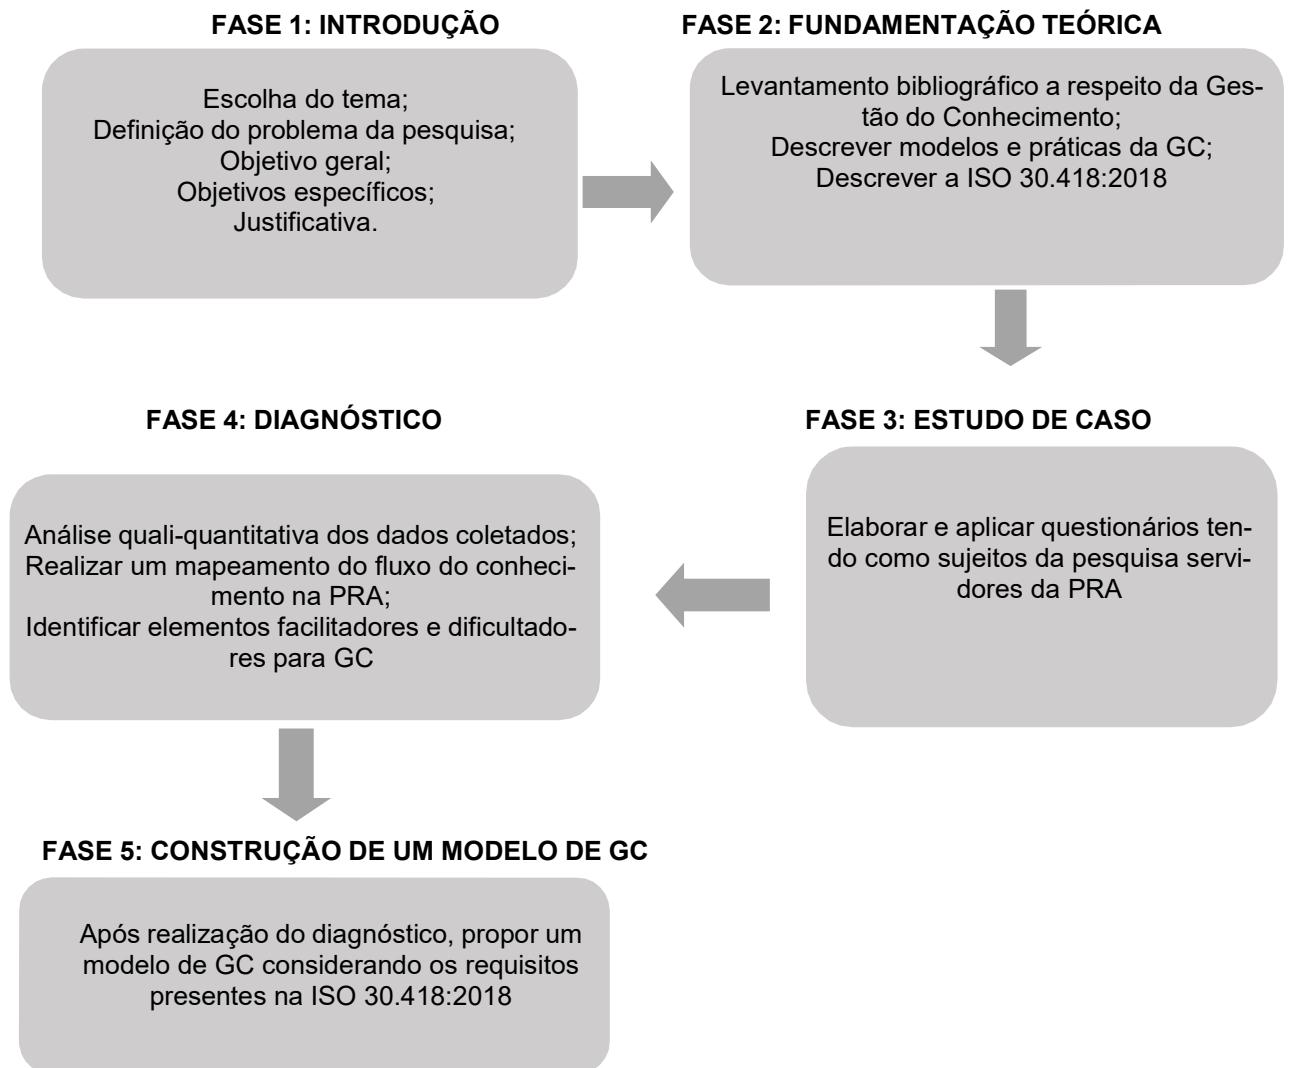 FASE 1: INTRODUÇÃO
Escolha do tema;
Definição do problema da pesquisa;
Objetivo geral;
Objetivos específicos;
Justificativa.
FASE 2: FUNDAMENTAÇÃO TEÓRICA
Levantamento bibliográfico a respeito da Ges-
tão do Conhecimento;
Descrever modelos e práticas da GC;
Descrever a ISO 30.418:2018
FASE 3: ESTUDO DE CASO
Elaborar e aplicar questionários ten-
do como sujeitos da pesquisa servi-
dores da PRA
FASE 4: DIAGNÓSTICO
Análise quali-quantitativa dos dados coletados;
Realizar um mapeamento do fluxo do conheci-
mento na PRA;
Identificar elementos facilitadores e dificultado-
res para GC
FASE 5: CONSTRUÇÃO DE UM MODELO DE GC
Após realização do diagnóstico, propor um
modelo de GC considerando os requisitos
presentes na ISO 30.418:2018